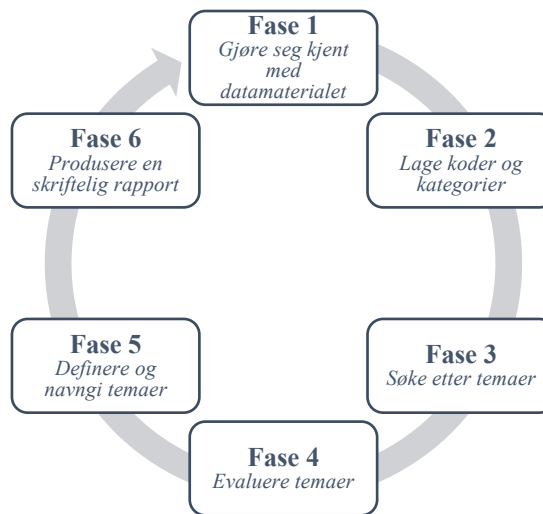 Fase 1
Gjøre seg kjent
med
datamaterialet
Fase 2
Lage koder og
kategorier
Fase 3
Søke etter temaer
Fase 4
Evaluere temaer
Fase 5
Definere og
navngi temaer
Fase 6
Produsere en
skriftelig rapport